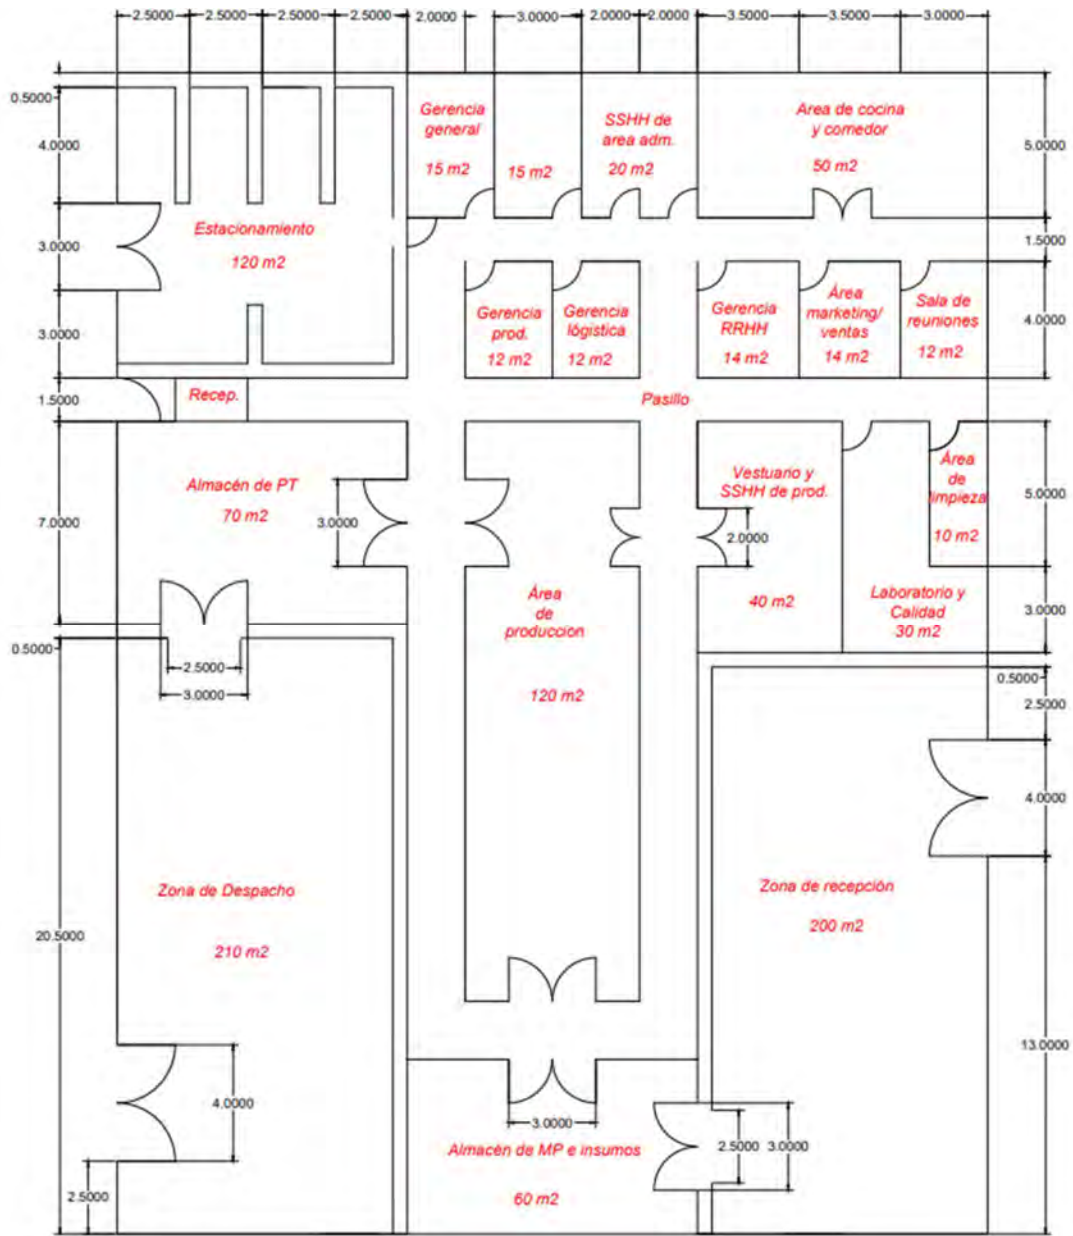 2.5000 2.5000 2.5000 2.5000 2.0000 3.0000 2.0000 2.0000 3.5000 3.5000 3.0000
0.5000
4.0000
3.0000
3.0000
1.5000
7.0000
0.5000
20.5000
2.5000
Gerencia
general
15 m2
15 m2
SSHH de
area adm.
20 m2
Area de cocina
y comedor
50 m2
5.0000
1.5000
4.0000
5.0000
3.0000
0.5000
2.5000
4.0000
13.0000
Estacionamiento
120 m2
Gerencia
prod.
12 m2
Gerencia
lógistica
12 m2
Gerencia
RRHH
14 m2
Área
marketing/
ventas
14 m2
Sala de
reuniones
12 m2
Recep.
Pasillo
Almacén de PT
70 m2
3.0000
2.5000
3.0000
Área
de
produccion
120 m2
Vestuario y
SSHH de prod.
2.0000
40 m2
Área
de
limpieza
10 m2
Laboratorio y
Calidad
30 m2
Zona de Despacho
210 m2
4.0000
Zona de recepción
200 m2
3.0000
Almacén de MP e insumos
60 m2
2.5000
3.0000